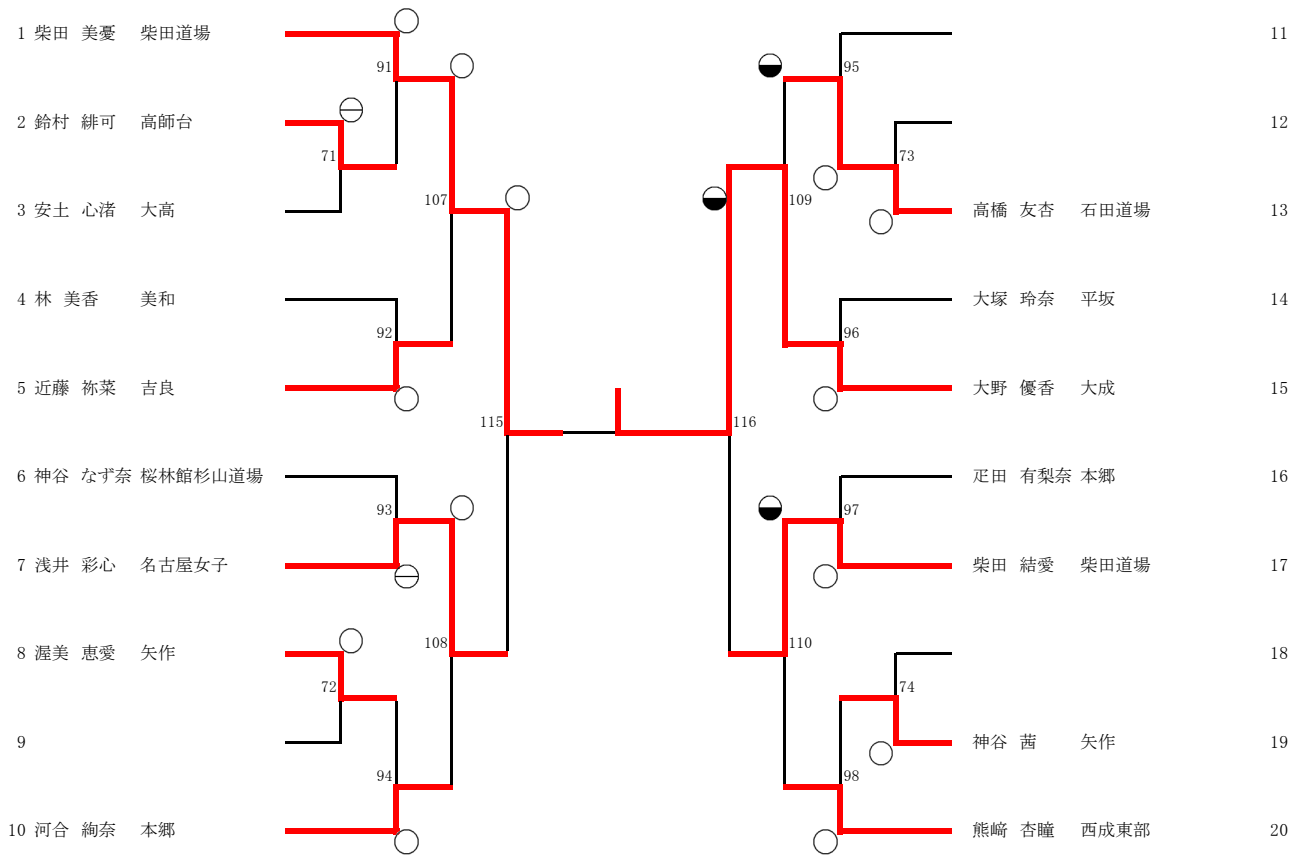 1 柴田 美憂 柴田道場
2 鈴村 緋可 高師台
3 安土 心渚 大高
4 林 美香 美和
5 近藤 祢菜 吉良
6 神谷 なず奈 桜林館杉山道場
7 浅井 彩心 名古屋女子
8 渥美 恵愛 矢作
9
10 河合 絢奈 本郷
91
71
107
92
115
93
108
72
94
95
73
109
96
116
97
110
74
98
11
12
高橋 友杏 石田道場 13
大塚 玲奈 平坂 14
大野 優香 大成 15
疋田 有梨奈 本郷 16
柴田 結愛 柴田道場 17
18
神谷 茜 矢作 19
熊﨑 杏瞳 西成東部 20